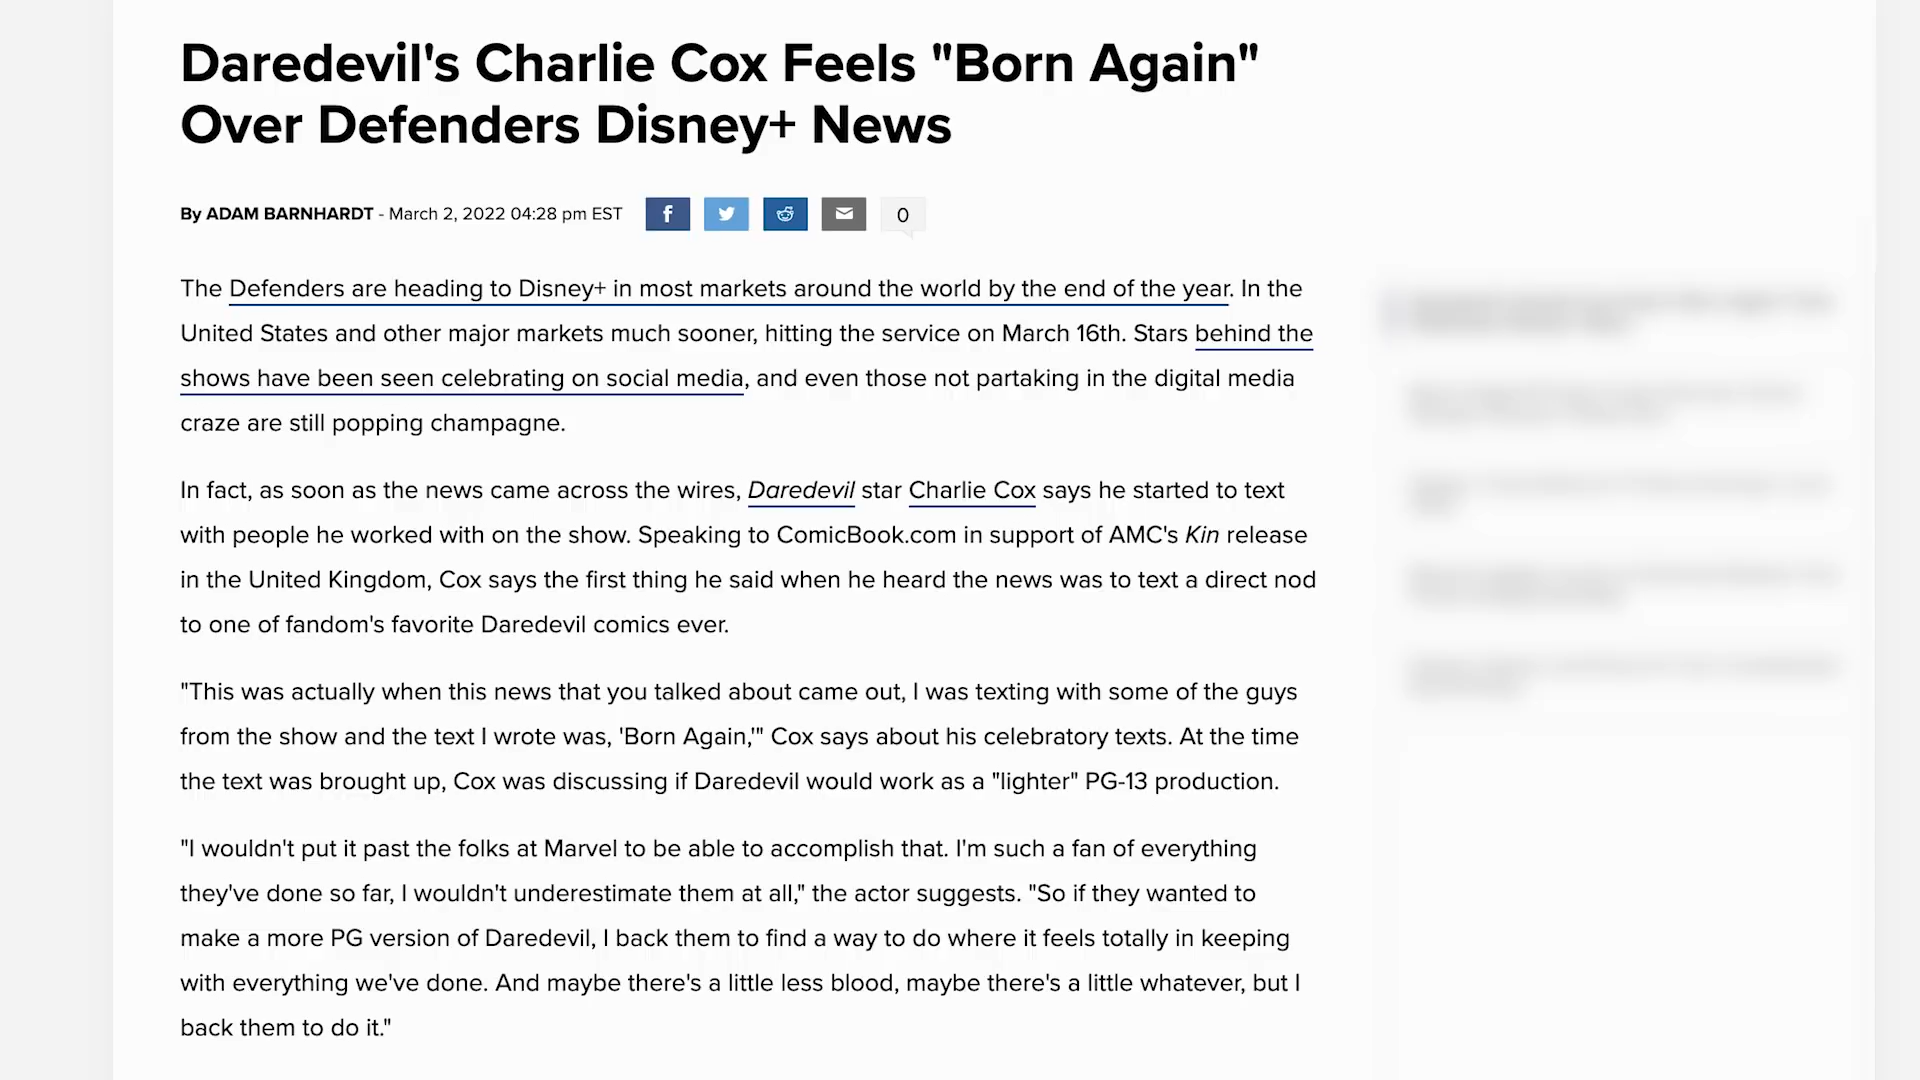 Daredevil's Charlie Cox Feels "Born Again"
Over Defenders Disney+ News
By ADAM BARNHARDT - March 2, 2022 04:28 pm EST
f
0
The Defenders are heading to Disney+ in most markets around the world by the end of the year. In the
United States and other major markets much sooner, hitting the service on March 16th. Stars behind the
shows have been seen celebrating on social media, and even those not partaking in the digital media
craze are still popping champagne.
In fact, as soon as the news came across the wires, Daredevil star Charlie Cox says he started to text
with people he worked with on the show. Speaking to ComicBook.com in support of AMC's Kin release
in the United Kingdom, Cox says the first thing he said when he heard the news was to text a direct nod
to one of fandom's favorite Daredevil comics ever.
"This was actually when this news that you talked about came out, I was texting with some of the guys
from the show and the text I wrote was, 'Born Again,'" Cox says about his celebratory texts. At the time
the text was brought up, Cox was discussing if Daredevil would work as a "lighter" PG-13 production.
"I wouldn't put it past the folks at Marvel to be able to accomplish that. I'm such a fan of everything
they've done so far, I wouldn't underestimate them at all," the actor suggests. "So if they wanted to
make a more PG version of Daredevil, I back them to find a way to do where it feels totally in keeping
with everything we've done. And maybe there's a little less blood, maybe there's a little whatever, but I
back them to do it."